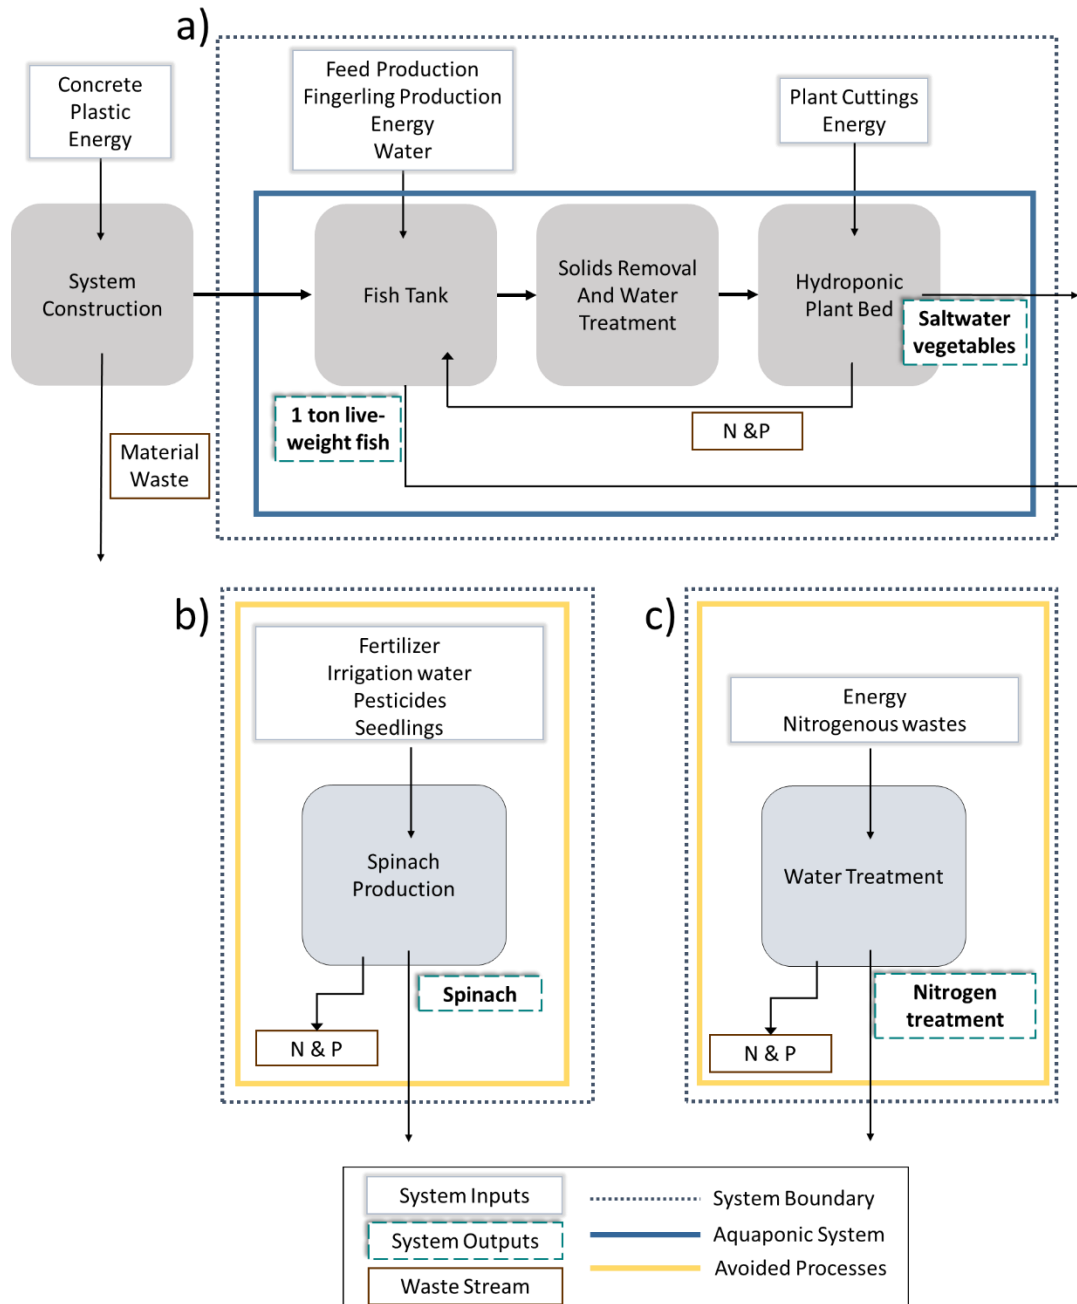 a)
Concrete
Plastic
Energy
Feed Production
Fingerling Production
Energy
Water
Plant Cuttings
Energy
System
Construction
Fish Tank
Solids Removal
And Water
Treatment
Hydroponic
Plant Bed
Saltwater
vegetables
1 ton live-
weight fish
N &P
Material
Waste
b)
Fertilizer
Irrigation water
Pesticides
Seedlings
Spinach
Production
Spinach
N & P
c)
Energy
Nitrogenous wastes
Water Treatment
Nitrogen
treatment
N & P
System Inputs
System Outputs
Waste Stream
System Boundary
Aquaponic System
Avoided Processes